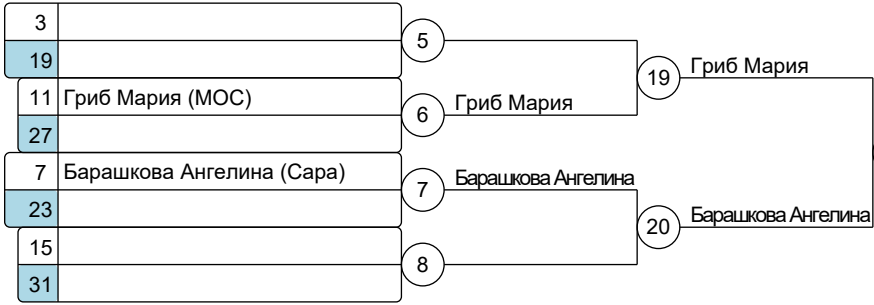 3
5
19
19 Гриб Мария
11 Гриб Мария (МОС)
6 Гриб Мария
27
7 Барашкова Ангелина (Сара)
7 Барашкова Ангелина
23
20 Барашкова Ангелина
15
8
31